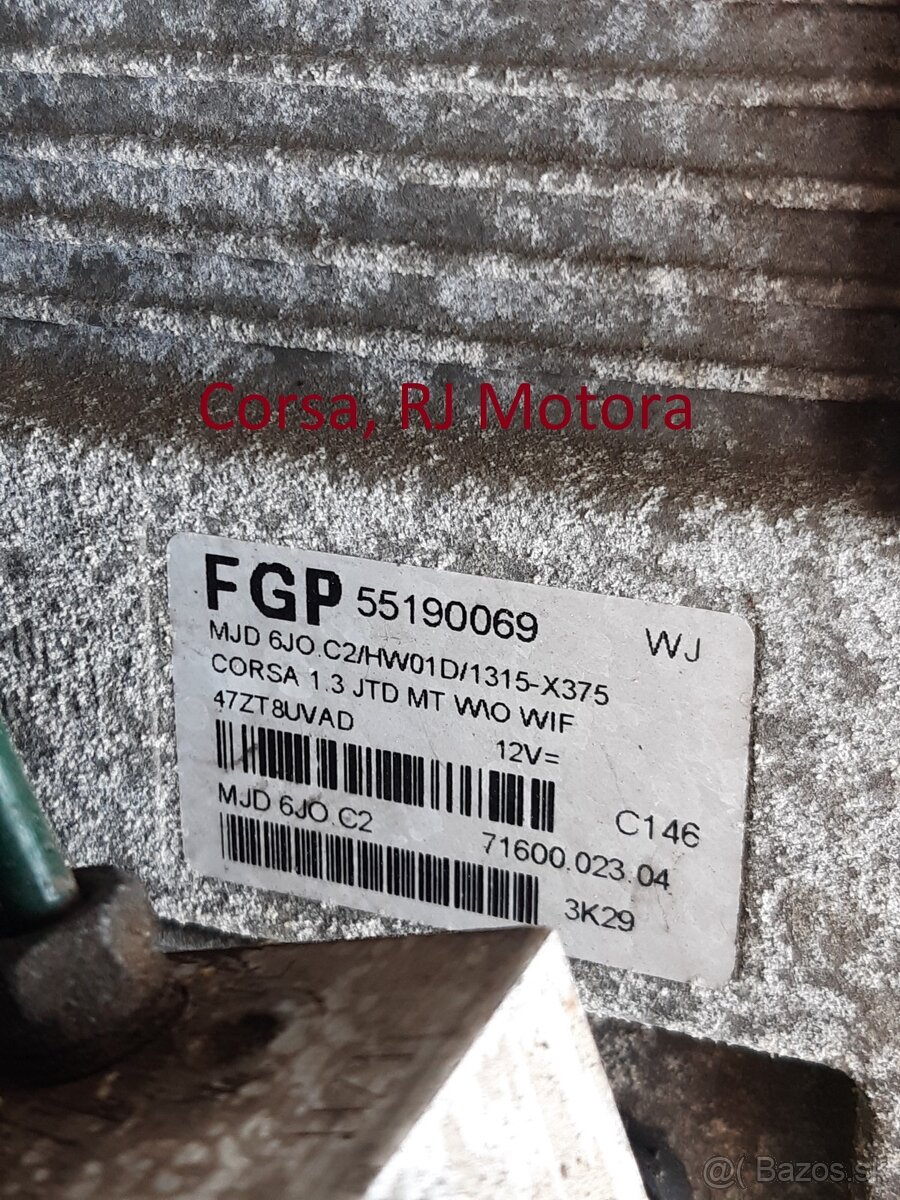 Corsa, RJ Motora
FGP 55190069 WJ
MJD 6JO.C2/HW01D/1315-X375
CORSA 1.3 JTD MT W\O WIF
47ZT8UVAD 12V=
C146
MJD 6JO.C2 71600.023.04
3K29
@( Bazos.s